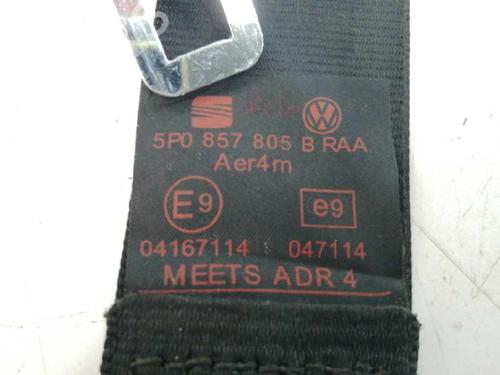 5P0 857 805 B RAA
Aer4m
E9 e9
04167114 047114
MEETS ADR 4